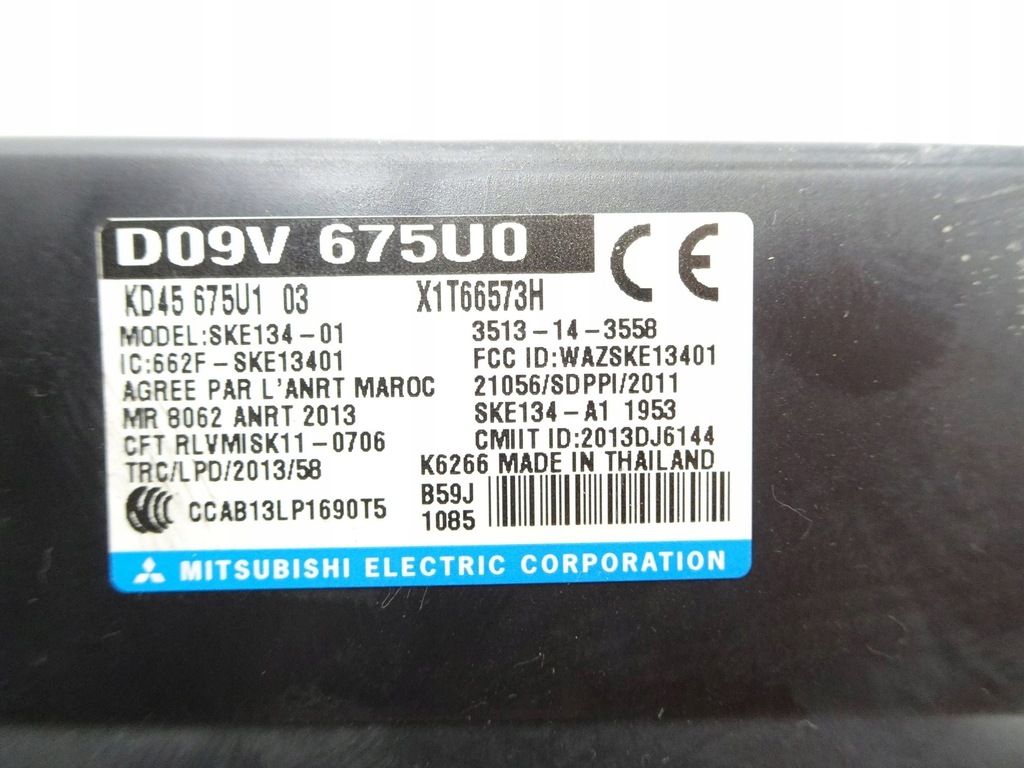 D09V 675U0
CE
KD45 675U1 03 X1T66573H
MODEL:SKE134-01 3513-14-3558
IC:662F-SKE13401 FCC ID:WAZSKE13401
AGREE PAR L'ANRT MAROC 21056/SDPPI/2011
MR 8062 ANRT 2013 SKE134-A1 1953
CFT RLVMISK11-0706 CMIIT ID:2013DJ6144
TRC/LPD/2013/58 K6266 MADE IN THAILAND
CCAB13LP1690T5 B59J
1085
MITSUBISHI ELECTRIC CORPORATION